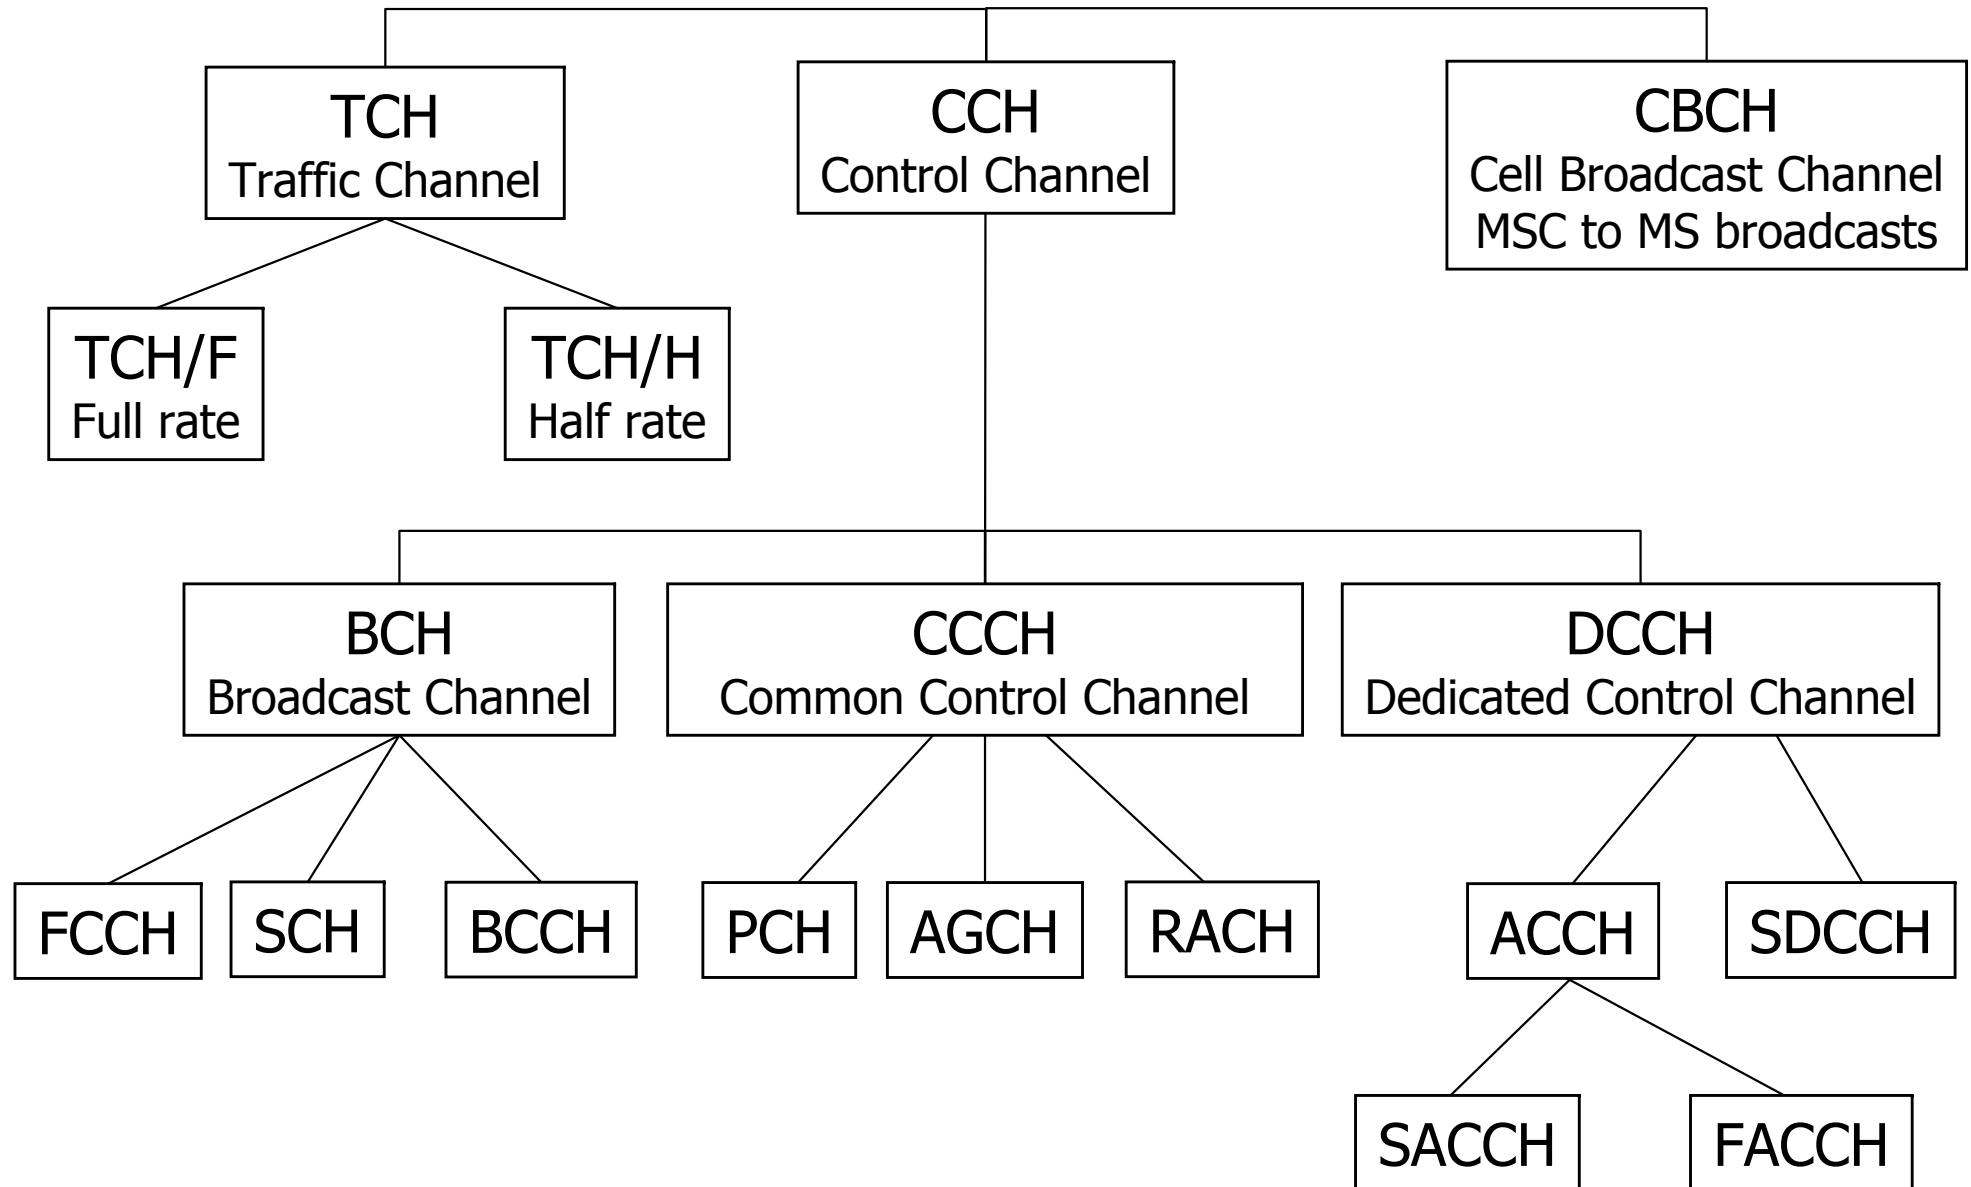 TCH
Traffic Channel
CCH
Control Channel
CBCH
Cell Broadcast Channel
MSC to MS broadcasts
TCH/F
Full rate
TCH/H
Half rate
BCH
Broadcast Channel
CCCH
Common Control Channel
DCCH
Dedicated Control Channel
FCCH
SCH
BCCH
PCH
AGCH
RACH
ACCH
SDCCH
SACCH
FACCH